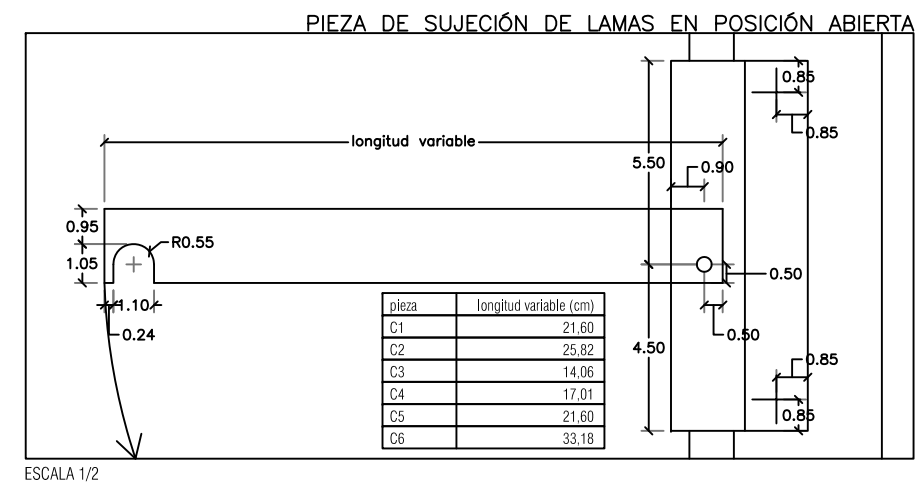 PIEZA DE SUJECIÓN DE LAMAS EN POSICIÓN ABIERTA
0.85
0.85
longitud variable
5.50
0.90
0.95
R0.55
1.05
0.50
1.10
0.24
0.50
pieza longitud variable (cm)
C1 21,60
C2 25,82
C3 14,06
C4 17,01
C5 21,60
C6 33,18
4.50
0.85
0.85
ESCALA 1/2